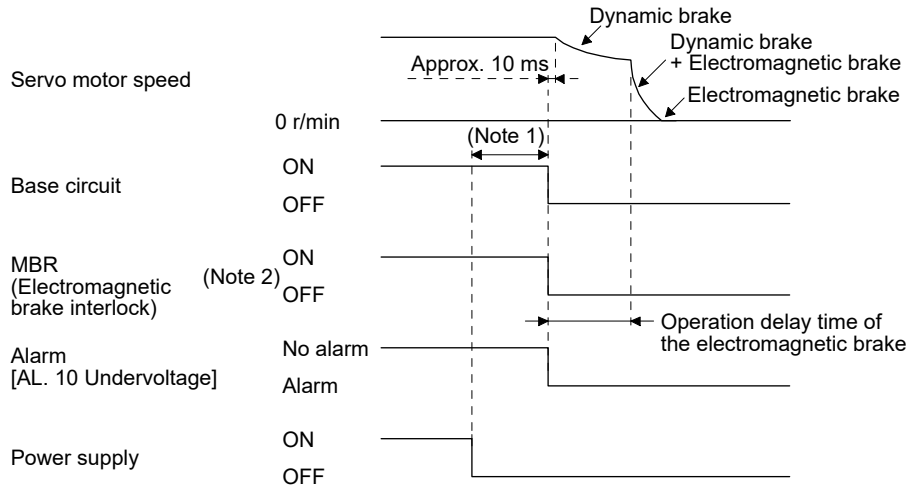 Dynamic brake
Dynamic brake
+ Electromagnetic brake
Approx. 10 ms
Servo motor speed
Electromagnetic brake
0 r/min
(Note 1)
ON
Base circuit
OFF
ON
MBR
(Electromagnetic
brake interlock)
(Note 2)
OFF
Operation delay time of
the electromagnetic brake
No alarm
Alarm
[AL. 10 Undervoltage]
Alarm
ON
Power supply
OFF